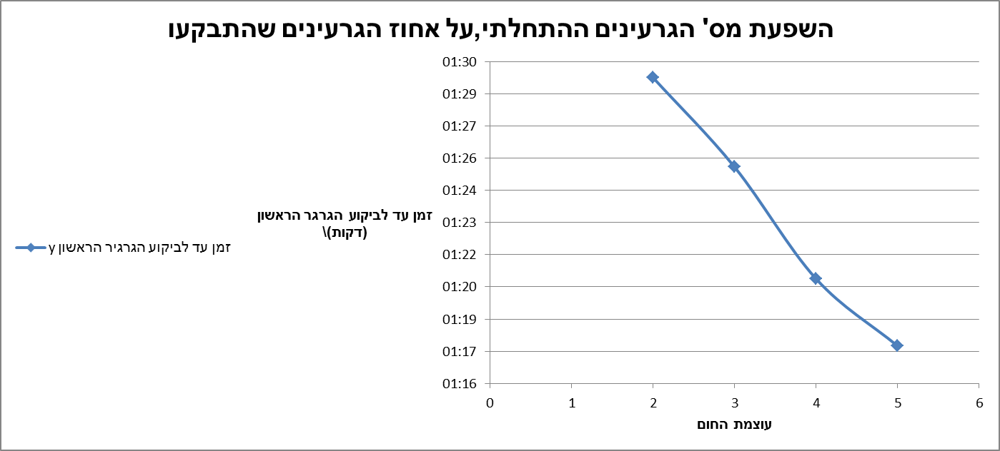 השפעת מס' הגרעינים ההתחלתי,על אחוז הגרעינים שהתבקעו
01:30
01:29
01:27
01:26
01:24
01:23
01:22
01:20
01:19
01:17
01:16
זמן עד לביקוע הגרגר הראשון
(דקות)\
זמן עד לביקוע הגרגיר הראשון y
0 1 2 3 4 5 6
עוצמת החום